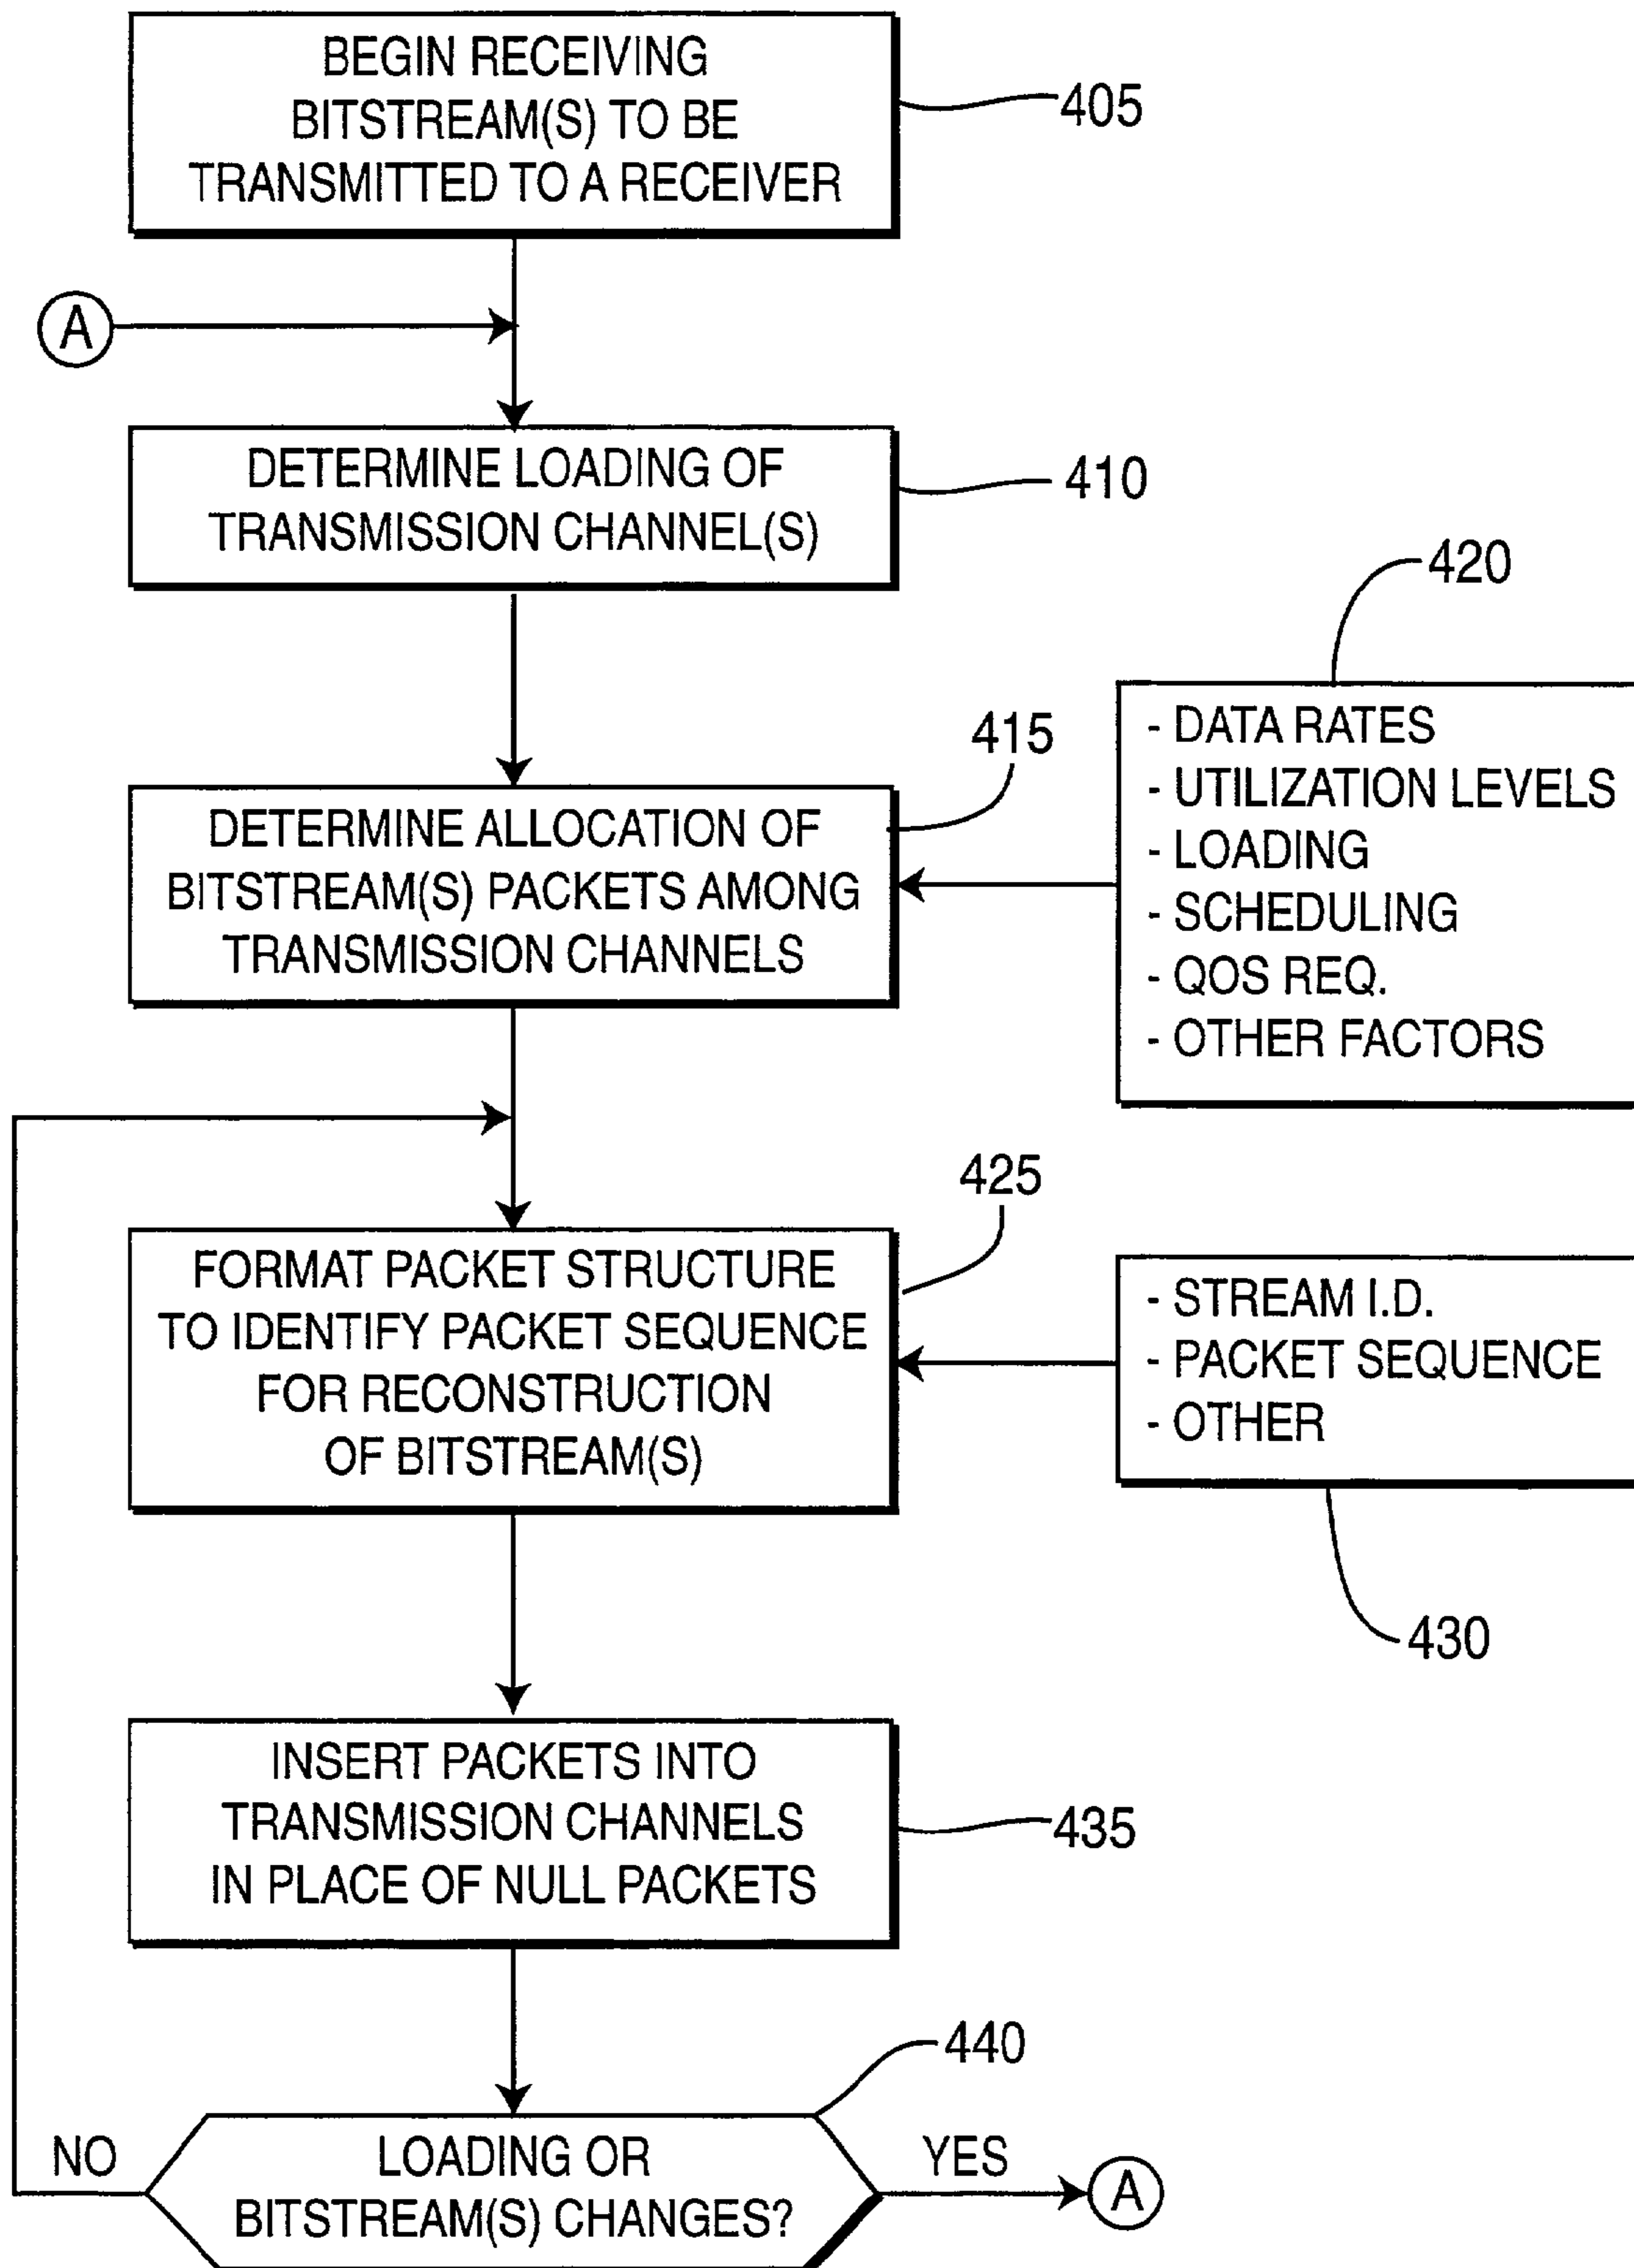 BEGIN RECEIVING
BITSTREAM(S) TO BE
TRANSMITTED TO A RECEIVER
405
A
DETERMINE LOADING OF
TRANSMISSION CHANNEL(S)
410
420
- DATA RATES
- UTILIZATION LEVELS
- LOADING
- SCHEDULING
- QOS REQ.
- OTHER FACTORS
415
DETERMINE ALLOCATION OF
BITSTREAM(S) PACKETS AMONG
TRANSMISSION CHANNELS
425
FORMAT PACKET STRUCTURE
TO IDENTIFY PACKET SEQUENCE
FOR RECONSTRUCTION
OF BITSTREAM(S)
- STREAM I.D.
- PACKET SEQUENCE
- OTHER
430
INSERT PACKETS INTO
TRANSMISSION CHANNELS
IN PLACE OF NULL PACKETS
435
440
NO
LOADING OR
BITSTREAM(S) CHANGES?
YES
A